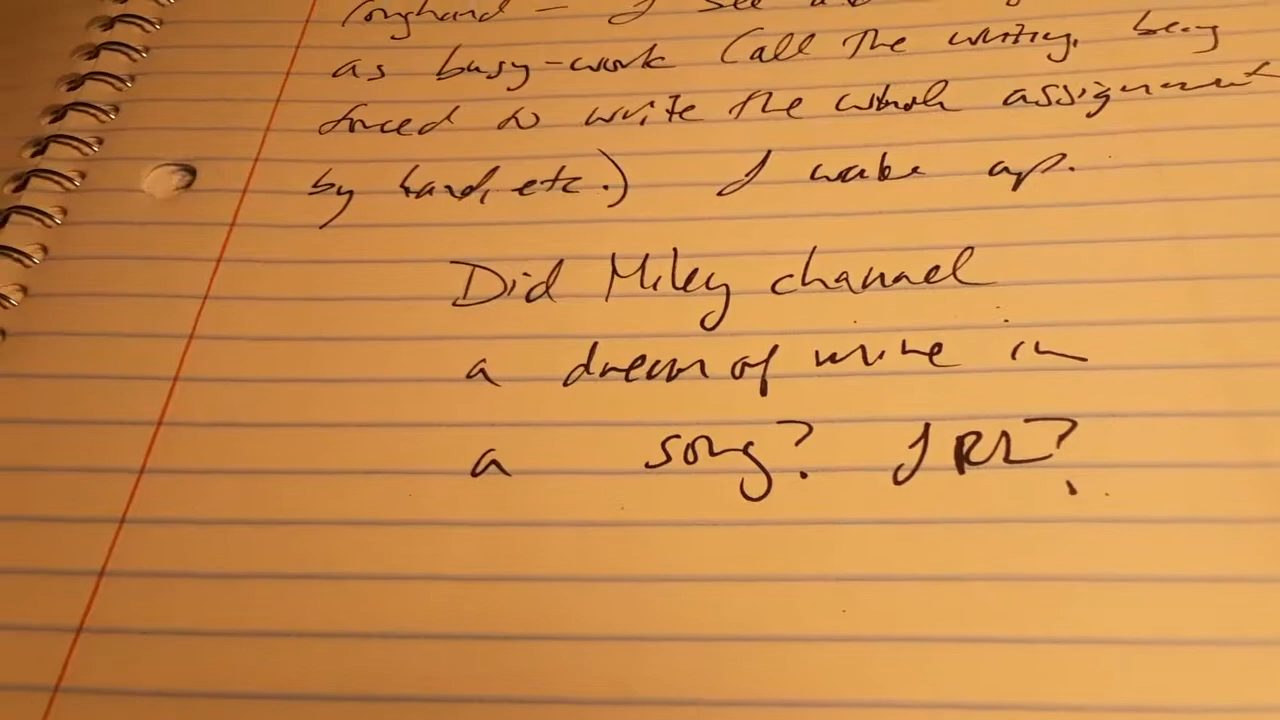 longhand - I see
as busy-work (all the writing, being
forced to write the whole assignment
by hand, etc.) I wake up.
Did Miley channel
a dream of mine in
a song? IRL?